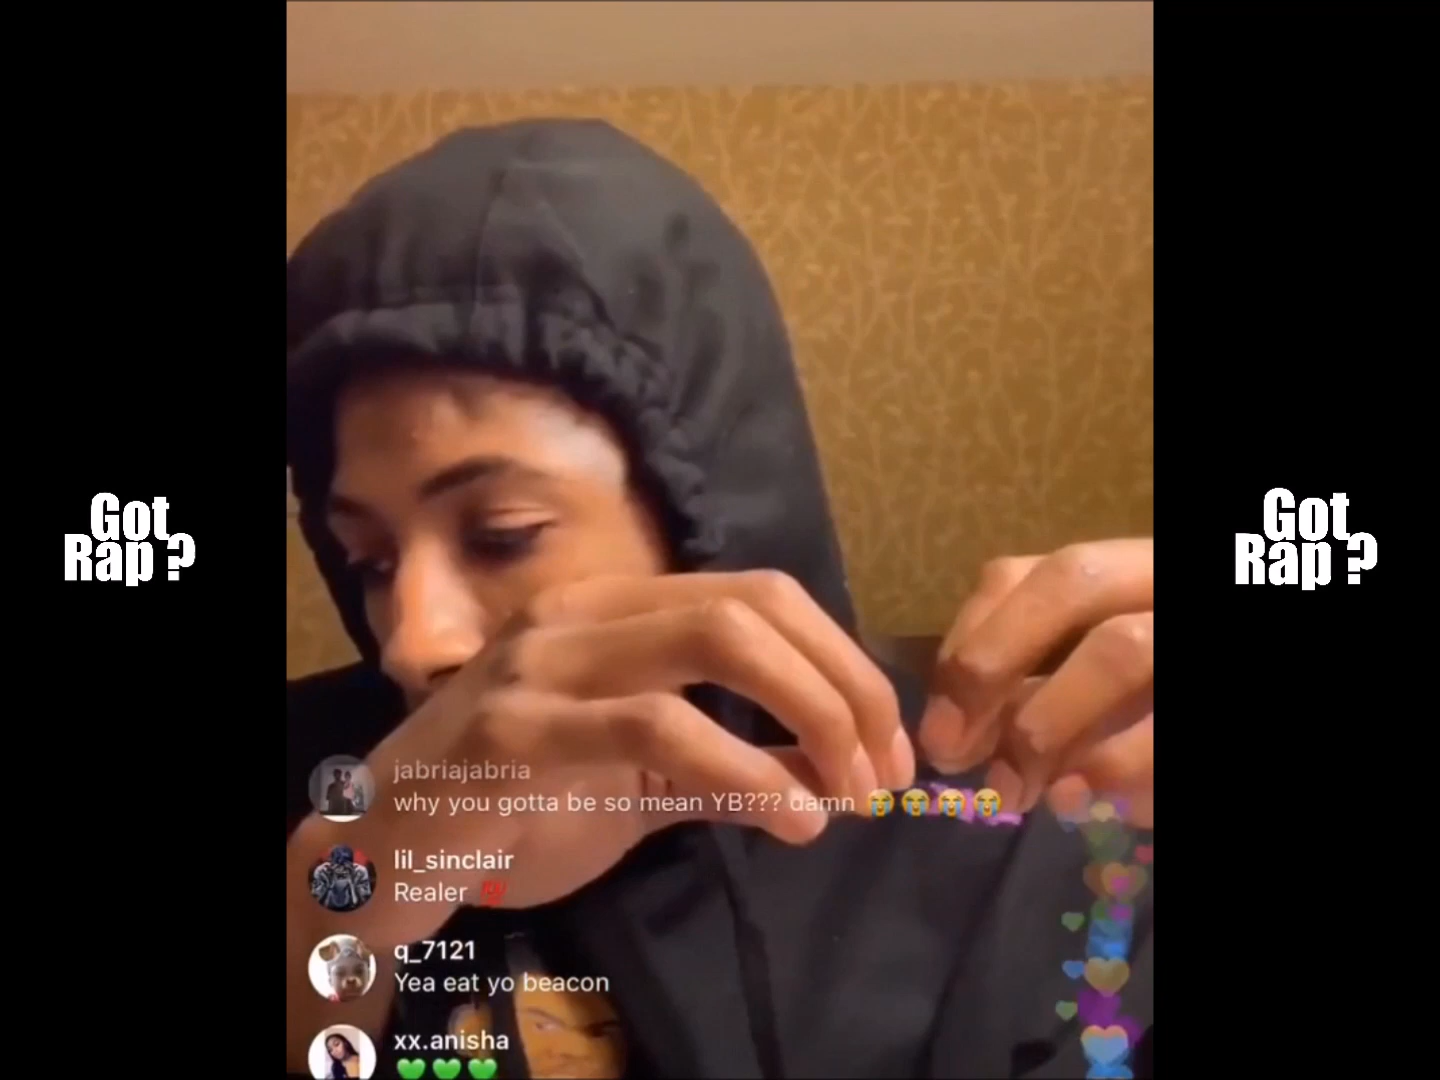 Got
Rap ?
Got
Rap ?
jabriajabria
why you gotta be so mean YB??? damn 😭😭😭😭
lil_sinclair
Realer 💯
q_7121
Yea eat yo beacon
xx.anisha
💚💚💚